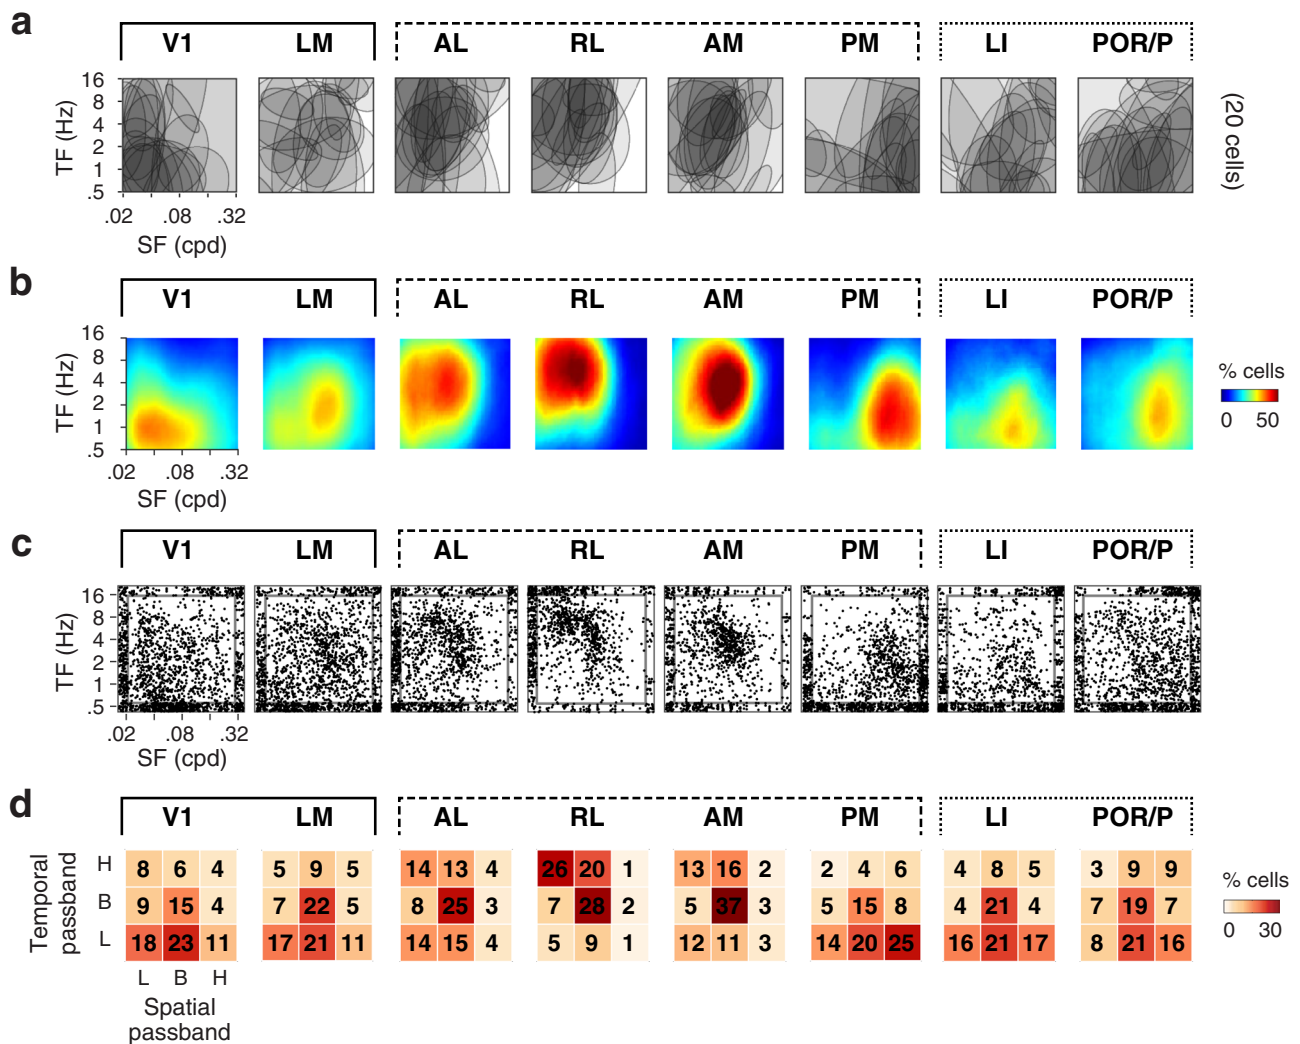 a
V1 LM AL RL AM PM LI POR/P
16
8
4
2
1
.5
TF (Hz)
.02 .08 .32
SF (cpd)
(20 cells)
b
V1 LM AL RL AM PM LI POR/P
16
8
4
2
1
.5
TF (Hz)
.02 .08 .32
SF (cpd)
% cells
0 50
c
V1 LM AL RL AM PM LI POR/P
16
8
4
2
1
.5
TF (Hz)
.02 .08 .32
SF (cpd)
d
V1 LM AL RL AM PM LI POR/P
Temporal
passband
H 8 6 4 5 9 5 14 13 4 26 20 1 13 16 2 2 4 6 4 8 5 3 9 9
B 9 15 4 7 22 5 8 25 3 7 28 2 5 37 3 5 15 8 4 21 4 7 19 7
L 18 23 11 17 21 11 14 15 4 5 9 1 12 11 3 14 20 25 16 21 17 8 21 16
L B H
Spatial
passband
% cells
0 30